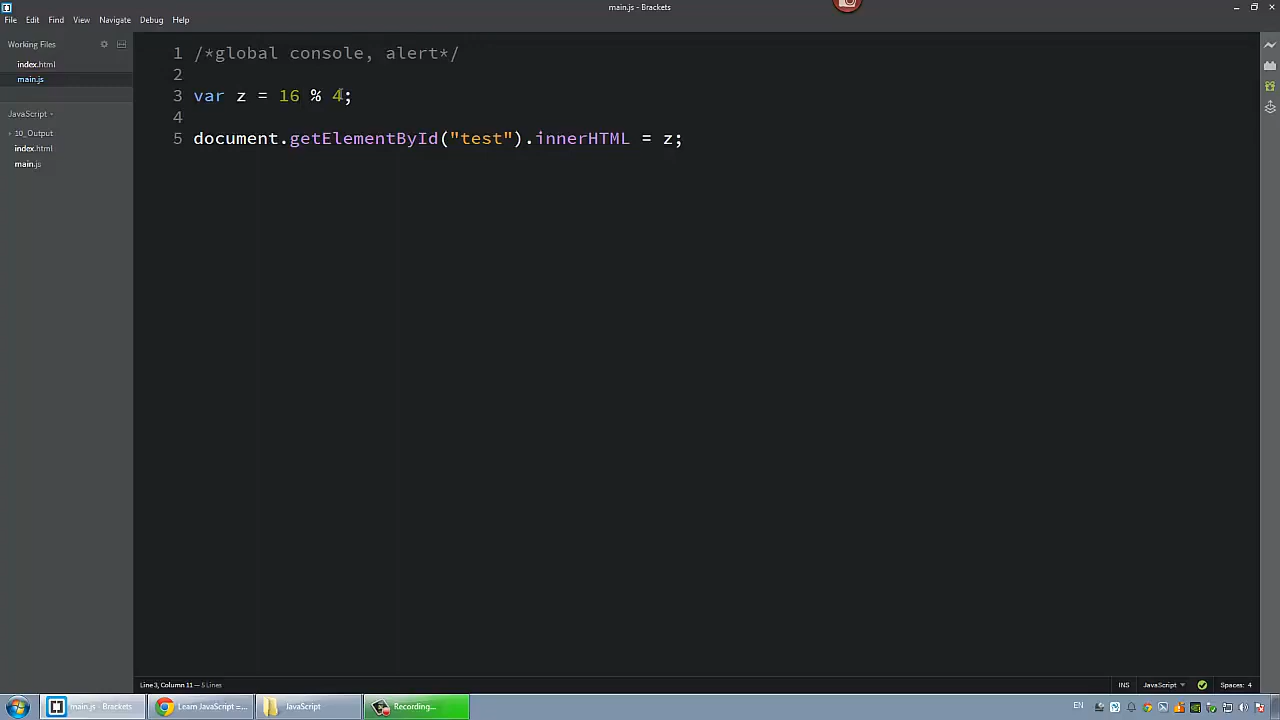 main.js - Brackets
File Edit Find View Navigate Debug Help
Working Files
index.html
main.js
JavaScript
10_Output
index.html
main.js
1 /*global console, alert*/
2
3 var z = 16 % 4;
4
5 document.getElementById("test").innerHTML = z;
Line 3, Column 11 — 5 Lines
INS JavaScript Spaces: 4
main.js - Brackets
Learn JavaScript =...
JavaScript
Recording...
EN